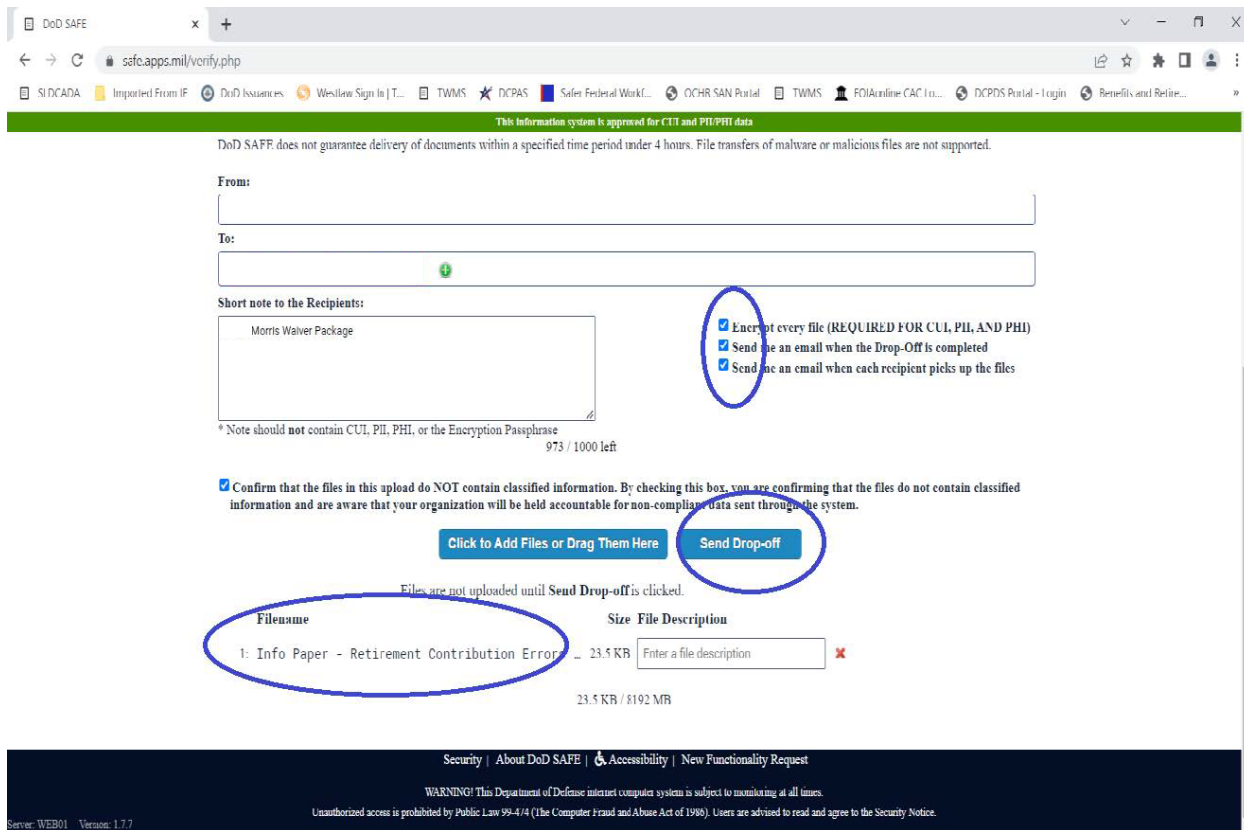 DoD SAFE
safe.apps.mil/verify.php
SLDCADA Imported From IE DoD Issuances Westlaw Sign In | T... TWMS DCPAS Safer Federal Workf... OCHR SAN Portal TWMS FOIAonline CAC Lo... DCPDS Portal - Login Benefits and Retire... »
This information system is approved for CUI and PII/PHI data
DoD SAFE does not guarantee delivery of documents within a specified time period under 4 hours. File transfers of malware or malicious files are not supported.
From:
To:
Short note to the Recipients:
Morris Waiver Package
Encrypt every file (REQUIRED FOR CUI, PII, AND PHI)
Send me an email when the Drop-Off is completed
Send me an email when each recipient picks up the files
* Note should not contain CUI, PII, PHI, or the Encryption Passphrase
973 / 1000 left
Confirm that the files in this upload do NOT contain classified information. By checking this box, you are confirming that the files do not contain classified
information and are aware that your organization will be held accountable for non-compliant data sent through the system.
Click to Add Files or Drag Them Here Send Drop-off
Files are not uploaded until Send Drop-off is clicked.
Filename Size File Description
1: Info Paper - Retirement Contribution Errors … 23.5 KB Enter a file description
23.5 KB / 8192 MB
Security | About DoD SAFE | Accessibility | New Functionality Request
WARNING! This Department of Defense internet computer system is subject to monitoring at all times.
Unauthorized access is prohibited by Public Law 99-474 (The Computer Fraud and Abuse Act of 1986). Users are advised to read and agree to the Security Notice.
Server: WEB01 Version: 1.7.7